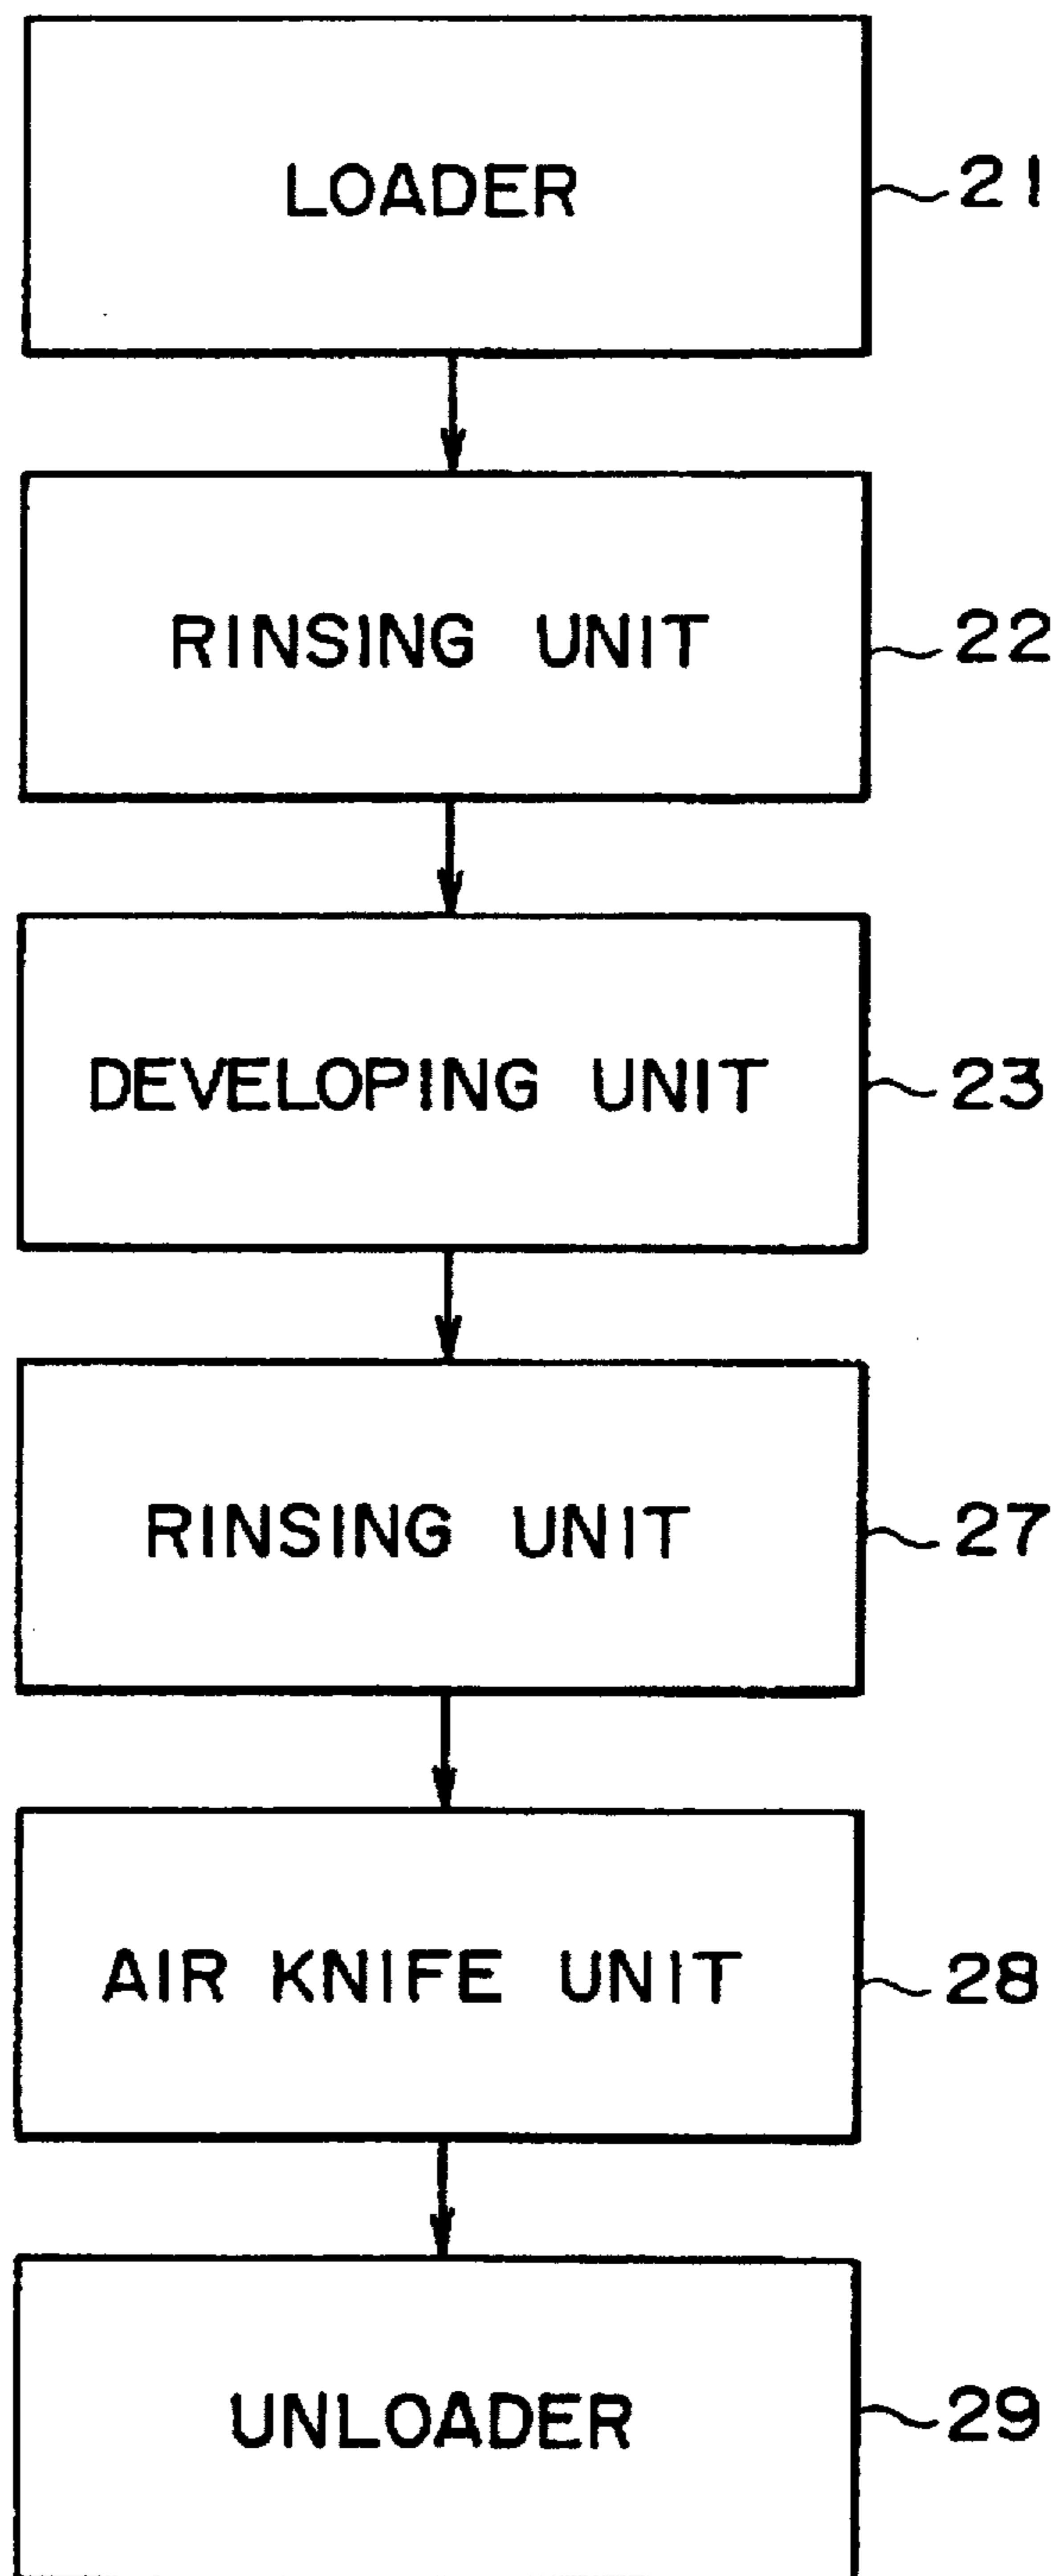 LOADER 21
RINSING UNIT 22
DEVELOPING UNIT 23
RINSING UNIT 27
AIR KNIFE UNIT 28
UNLOADER 29